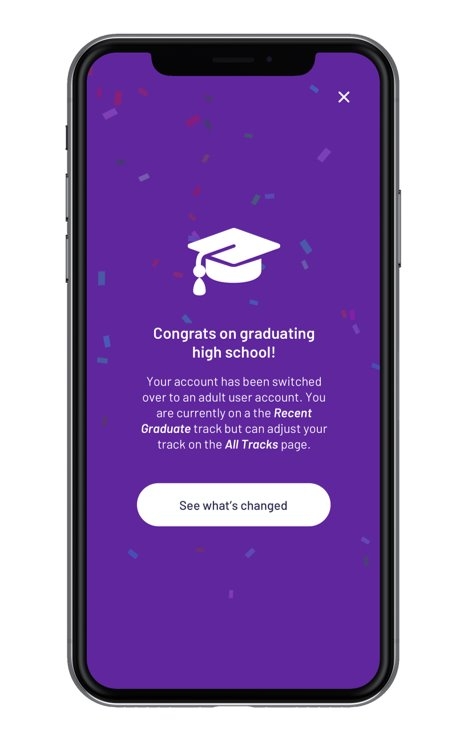 Congrats on graduating
high school!
Your account has been switched
over to an adult user account. You
are currently on a the Recent
Graduate track but can adjust your
track on the All Tracks page.
See what's changed